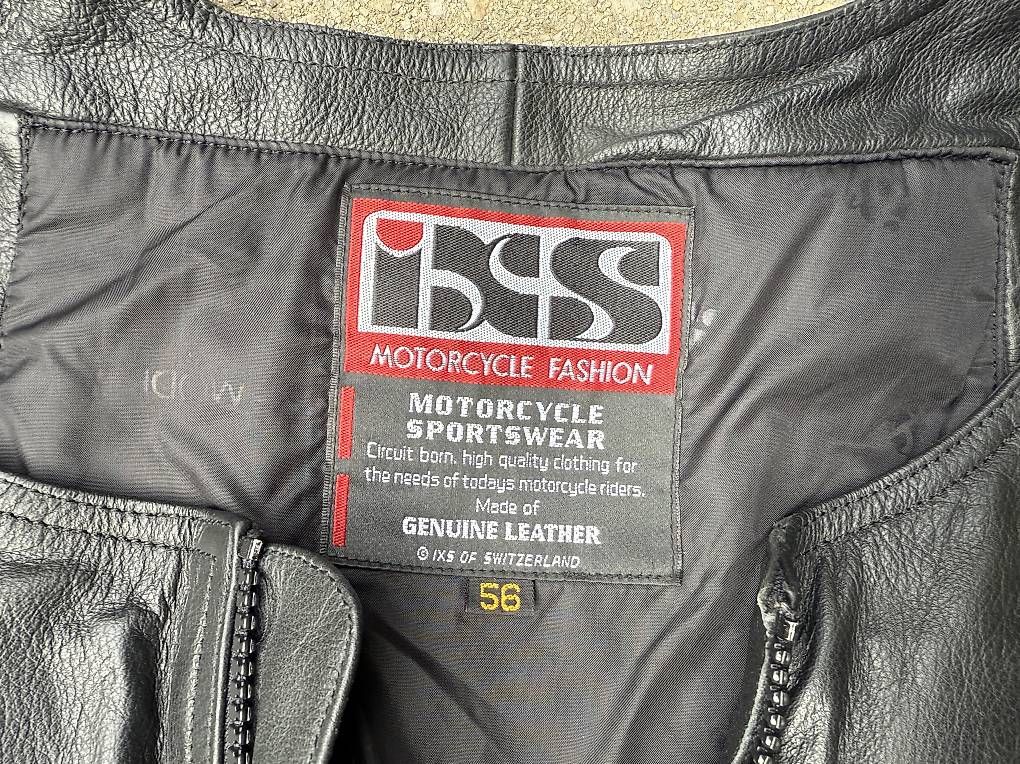 ixs
MOTORCYCLE FASHION
MOTORCYCLE
SPORTSWEAR
Circuit born, high quality clothing for
the needs of todays motorcycle riders.
Made of
GENUINE LEATHER
© IXS OF SWITZERLAND
56